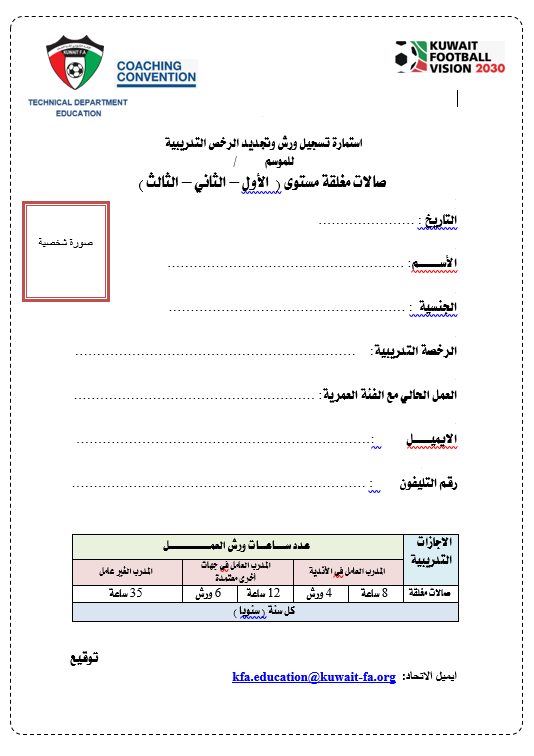 KUWAIT F.A
COACHING
CONVENTION
TECHNICAL DEPARTMENT
EDUCATION
KUWAIT
FOOTBALL
VISION 2030
استمارة تسجيل ورش وتجديد الرخص التدريبية
للموسم /
صالات مغلقة مستوى ( الأول – الثاني – الثالث )
صورة شخصية
التاريخ : ......................
الأســـــم: ......................................................
الجنسية : ................................................................
الرخصة التدريبية: ................................................................
العمل الحالي مع الفئة العمرية: .......................................................
الايميـــل :...................................................................
رقم التليفون : ...................................................................
الاجازات التدريبية
عدد ساعات ورش العمــــــــل
المدرب العامل في الأندية
المدرب العامل في جهات أخرى معتمدة
المدرب الغير عامل
صالات مغلقة 8 ساعة 4 ورش 12 ساعة 6 ورش 35 ساعة
كل سنة (سنويا )
توقيع
ايميل الاتحاد: kfa.education@kuwait-fa.org